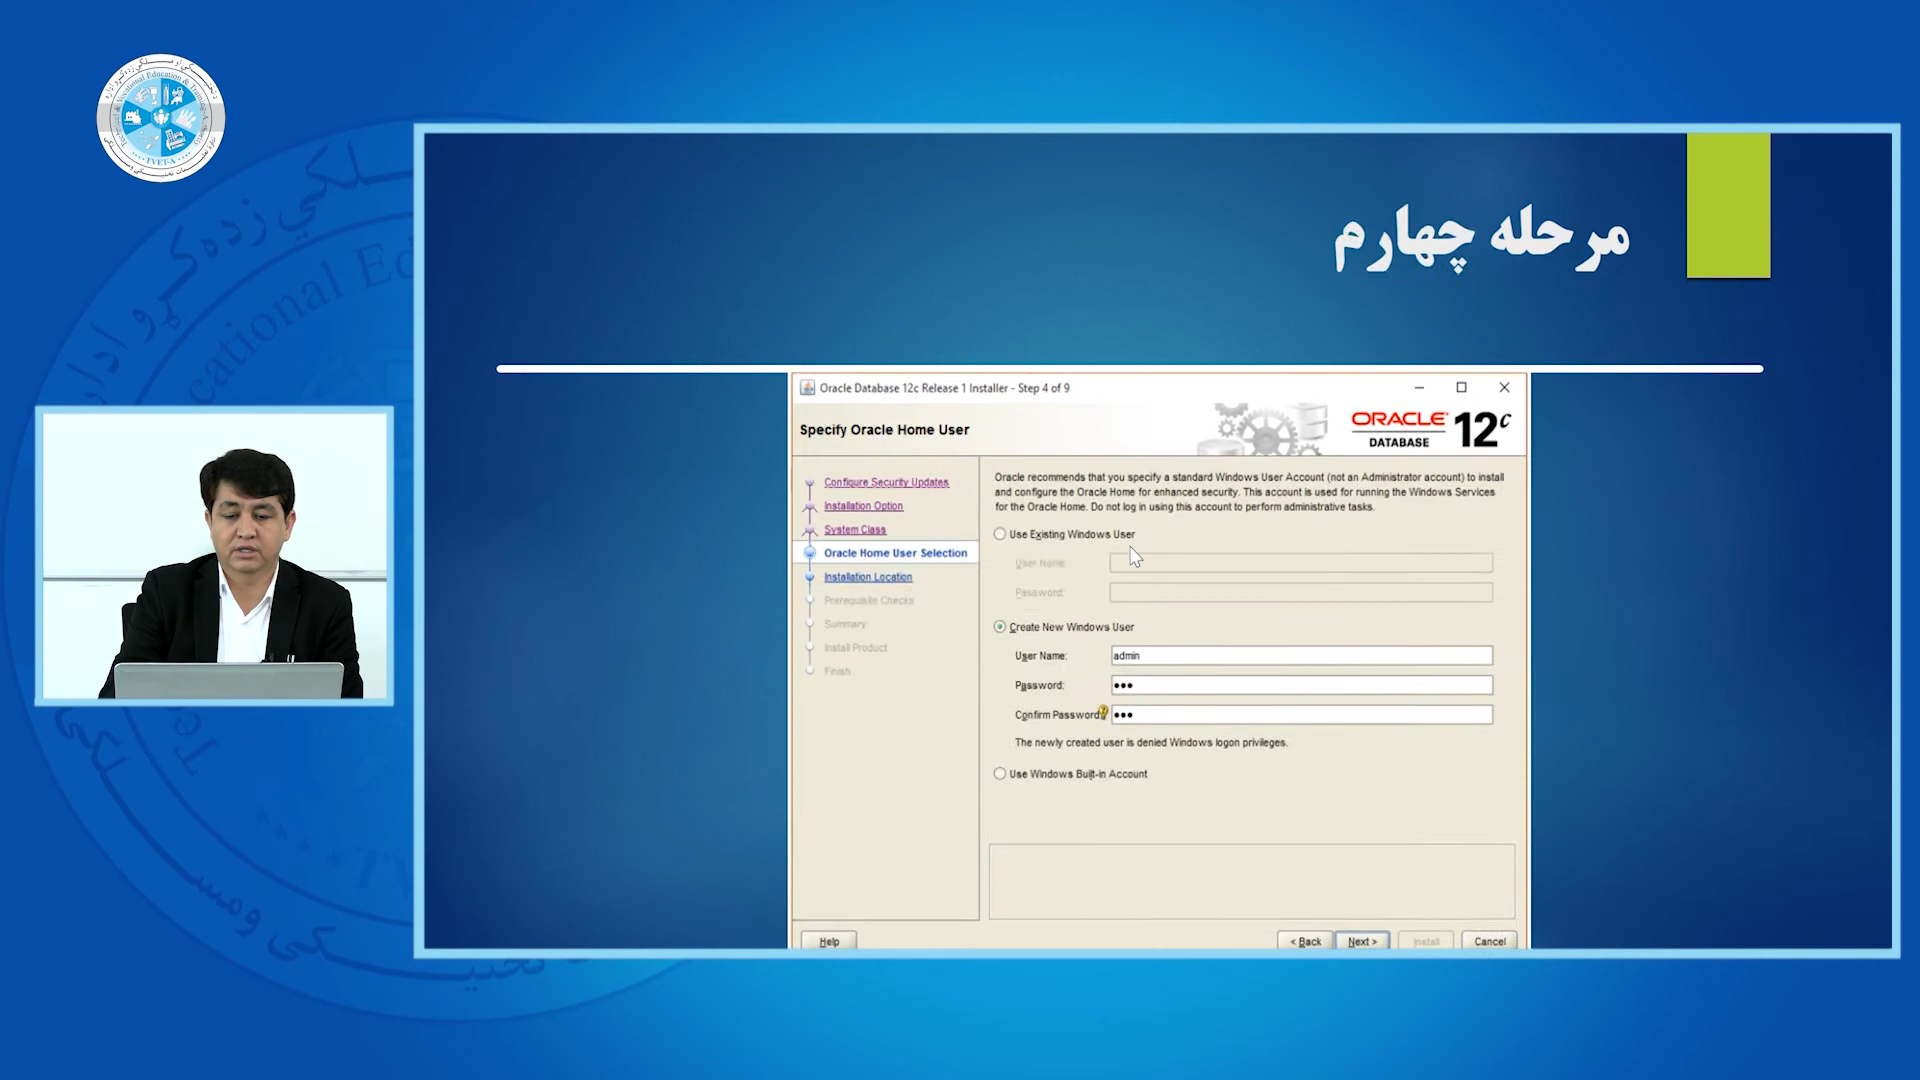 Technical & Vocational Education & Training Authority
TVET-A
مرحله چهارم
Oracle Database 12c Release 1 Installer - Step 4 of 9
Specify Oracle Home User
ORACLE
DATABASE
12c
Configure Security Updates
Installation Option
System Class
Oracle Home User Selection
Installation Location
Prerequisite Checks
Summary
Install Product
Finish
Oracle recommends that you specify a standard Windows User Account (not an Administrator account) to install
and configure the Oracle Home for enhanced security. This account is used for running the Windows Services
for the Oracle Home. Do not log in using this account to perform administrative tasks.
Use Existing Windows User
User Name:
Password:
Create New Windows User
User Name: admin
Password: •••
Confirm Password: •••
The newly created user is denied Windows logon privileges.
Use Windows Built-in Account
Help
< Back
Next >
Install
Cancel